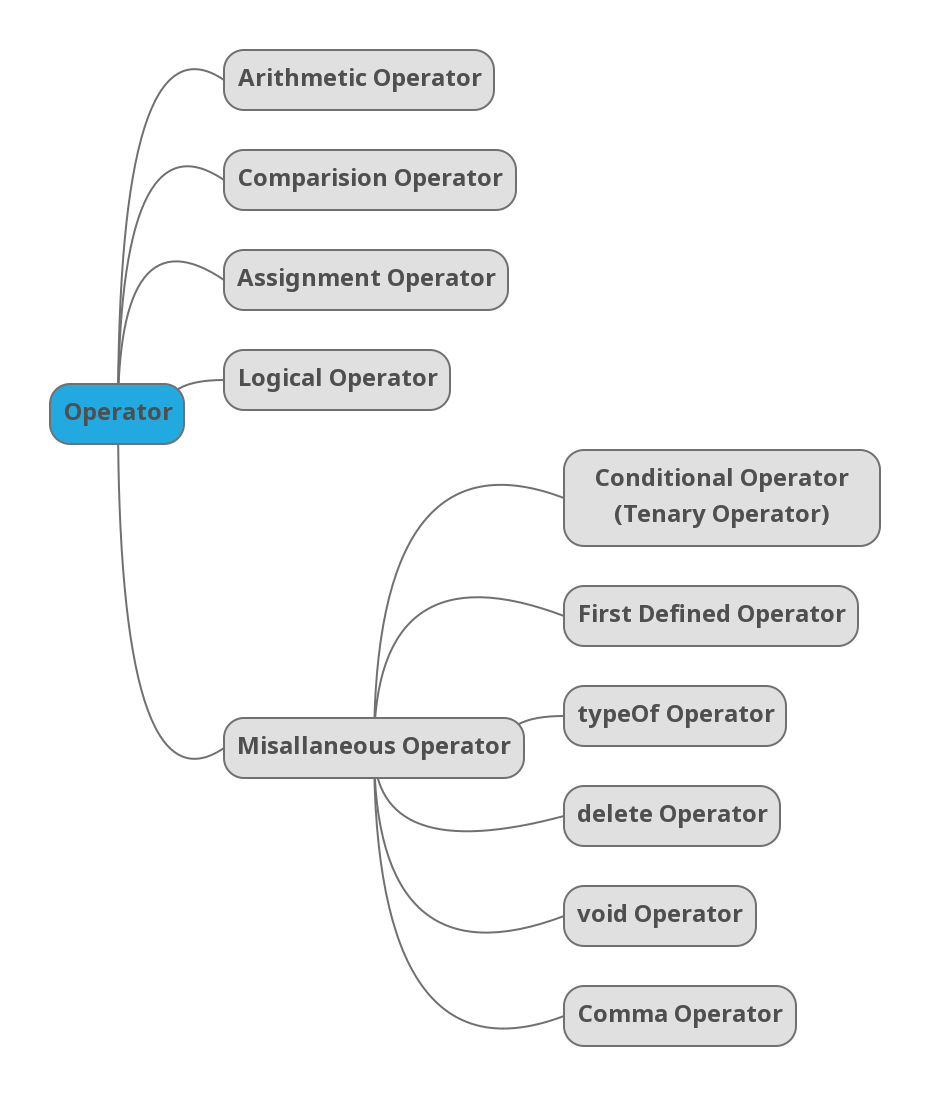 Arithmetic Operator
Comparision Operator
Assignment Operator
Logical Operator
Operator
Conditional Operator
(Tenary Operator)
First Defined Operator
typeOf Operator
Misallaneous Operator
delete Operator
void Operator
Comma Operator